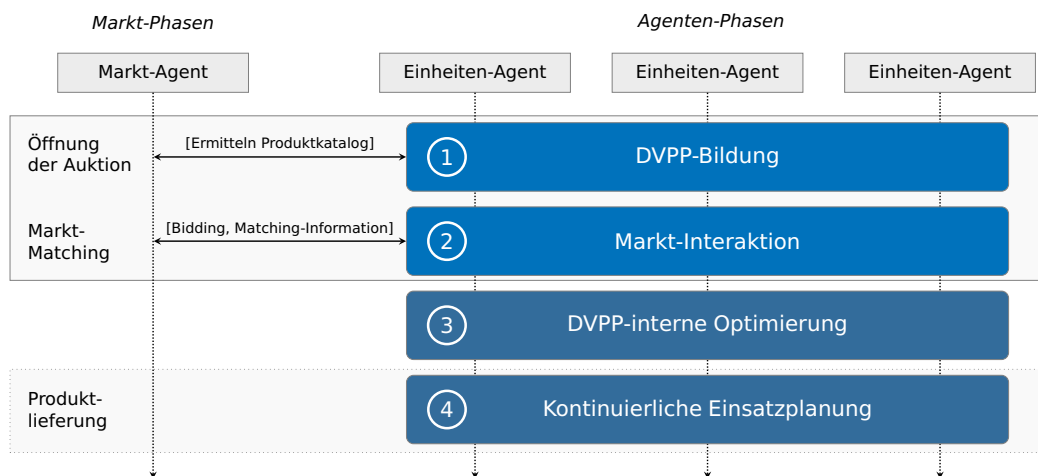 Markt-Phasen
Agenten-Phasen
Markt-Agent
Einheiten-Agent
Einheiten-Agent
Einheiten-Agent
Öffnung
der Auktion
[Ermitteln Produktkatalog]
1
DVPP-Bildung
Markt-
Matching
[Bidding, Matching-Information]
2
Markt-Interaktion
3
DVPP-interne Optimierung
Produkt-
lieferung
4
Kontinuierliche Einsatzplanung